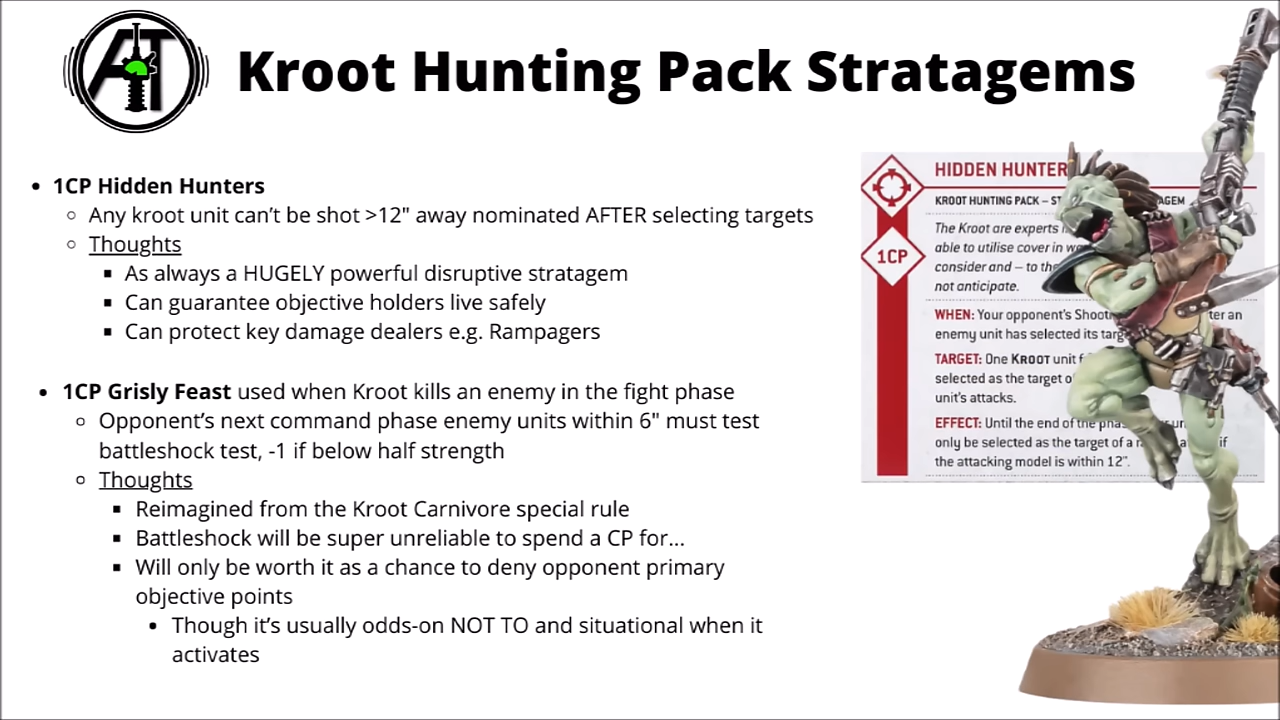 AT
Kroot Hunting Pack Stratagems
• 1CP Hidden Hunters
◦ Any kroot unit can’t be shot >12" away nominated AFTER selecting targets
◦ Thoughts
▪ As always a HUGELY powerful disruptive stratagem
▪ Can guarantee objective holders live safely
▪ Can protect key damage dealers e.g. Rampagers
• 1CP Grisly Feast used when Kroot kills an enemy in the fight phase
◦ Opponent’s next command phase enemy units within 6" must test
battleshock test, -1 if below half strength
◦ Thoughts
▪ Reimagined from the Kroot Carnivore special rule
▪ Battleshock will be super unreliable to spend a CP for...
▪ Will only be worth it as a chance to deny opponent primary
objective points
• Though it’s usually odds-on NOT TO and situational when it
activates
HIDDEN HUNTER
KROOT HUNTING PACK –
1CP
The Kroot are experts
able to utilise cover in
consider and – to the
not anticipate.
WHEN: Your opponent’s an
enemy unit has selected its
TARGET: One KROOT unit
selected as the target
unit’s attacks.
EFFECT: Until the end of the
only be selected as the target of a if
the attacking model is within 12".